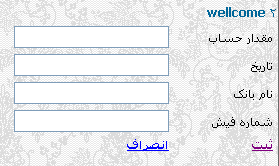 wellcome ۲
مقدار حساب
تاریخ
نام بانک
شماره فیش
ثبت انصراف